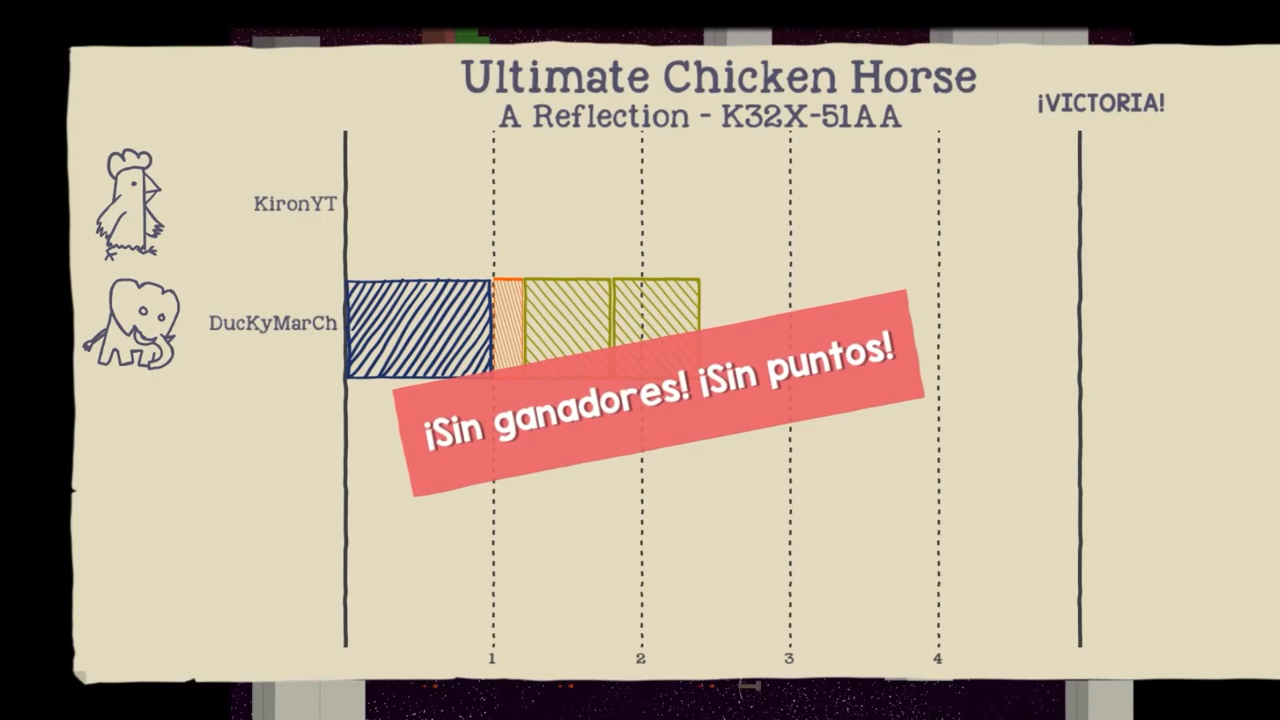 Ultimate Chicken Horse
A Reflection - K32X-51AA
¡VICTORIA!
KironYT
DucKyMarCh
¡Sin ganadores! ¡Sin puntos!
1 2 3 4